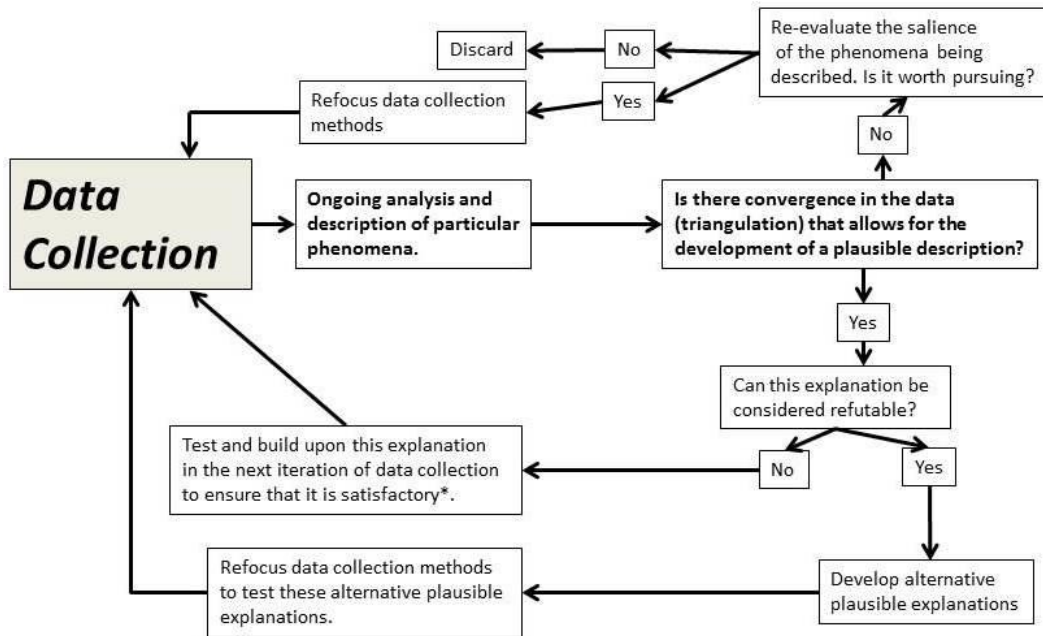 Discard
No
Re-evaluate the salience
of the phenomena being
described. Is it worth pursuing?
Refocus data collection
methods
Yes
No
Data
Collection
Ongoing analysis and
description of particular
phenomena.
Is there convergence in the data
(triangulation) that allows for the
development of a plausible description?
Yes
Can this explanation be
considered refutable?
Test and build upon this explanation
in the next iteration of data collection
to ensure that it is satisfactory*.
No
Yes
Refocus data collection methods
to test these alternative plausible
explanations.
Develop alternative
plausible explanations